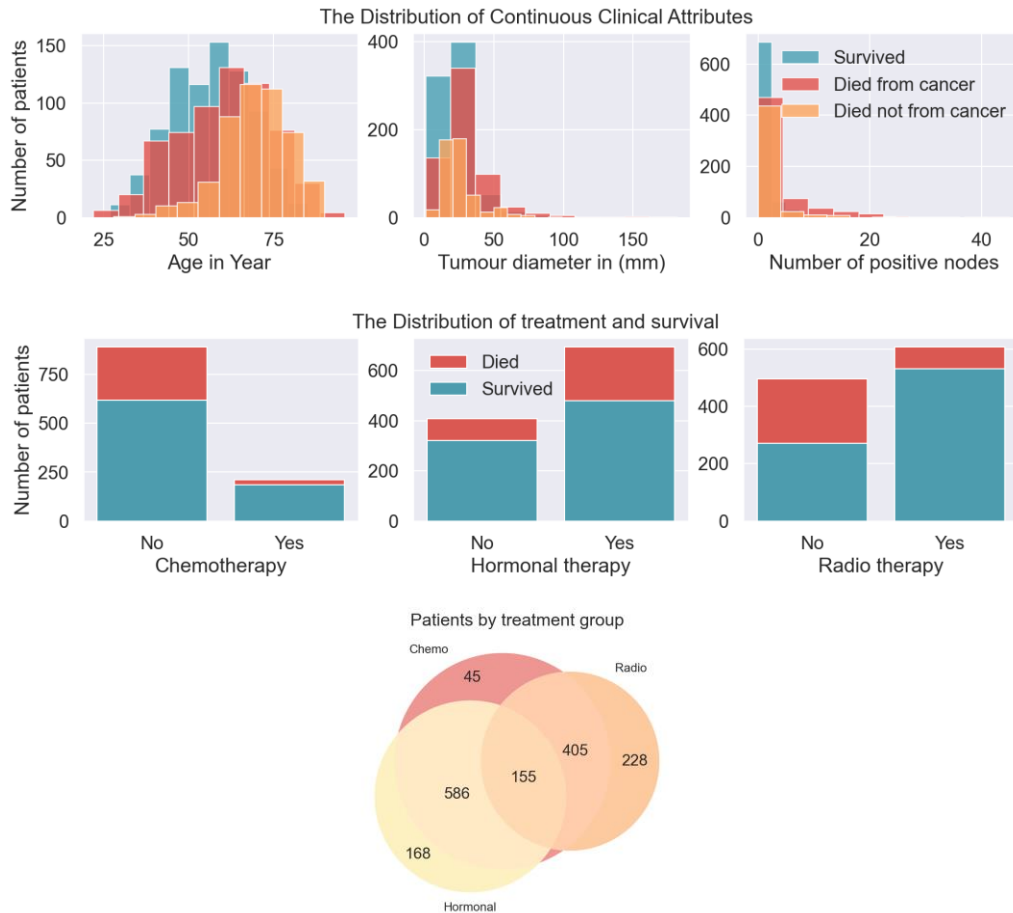 The Distribution of Continuous Clinical Attributes
Number of patients
150
100
50
0
25 50 75
Age in Year
400
200
0
0 50 100 150
Tumour diameter in (mm)
600
400
200
0
0 20 40
Number of positive nodes
Survived
Died from cancer
Died not from cancer
The Distribution of treatment and survival
Number of patients
750
500
250
0
No Yes
Chemotherapy
600
400
200
0
Died
Survived
No Yes
Hormonal therapy
600
400
200
0
No Yes
Radio therapy
Patients by treatment group
Chemo
Radio
45
405
228
155
586
168
Hormonal